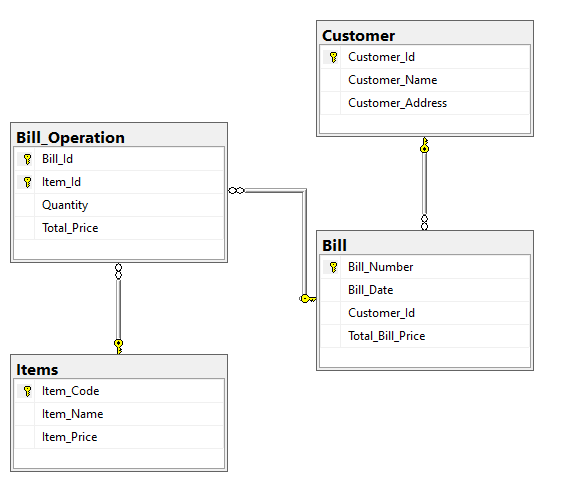 Customer
Customer_Id
Customer_Name
Customer_Address
Bill_Operation
Bill_Id
Item_Id
Quantity
Total_Price
Bill
Bill_Number
Bill_Date
Customer_Id
Total_Bill_Price
Items
Item_Code
Item_Name
Item_Price